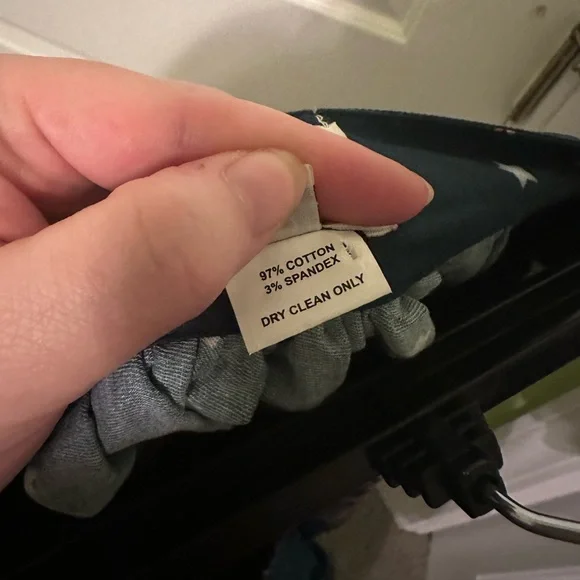 97% COTTON
3% SPANDEX
DRY CLEAN ONLY